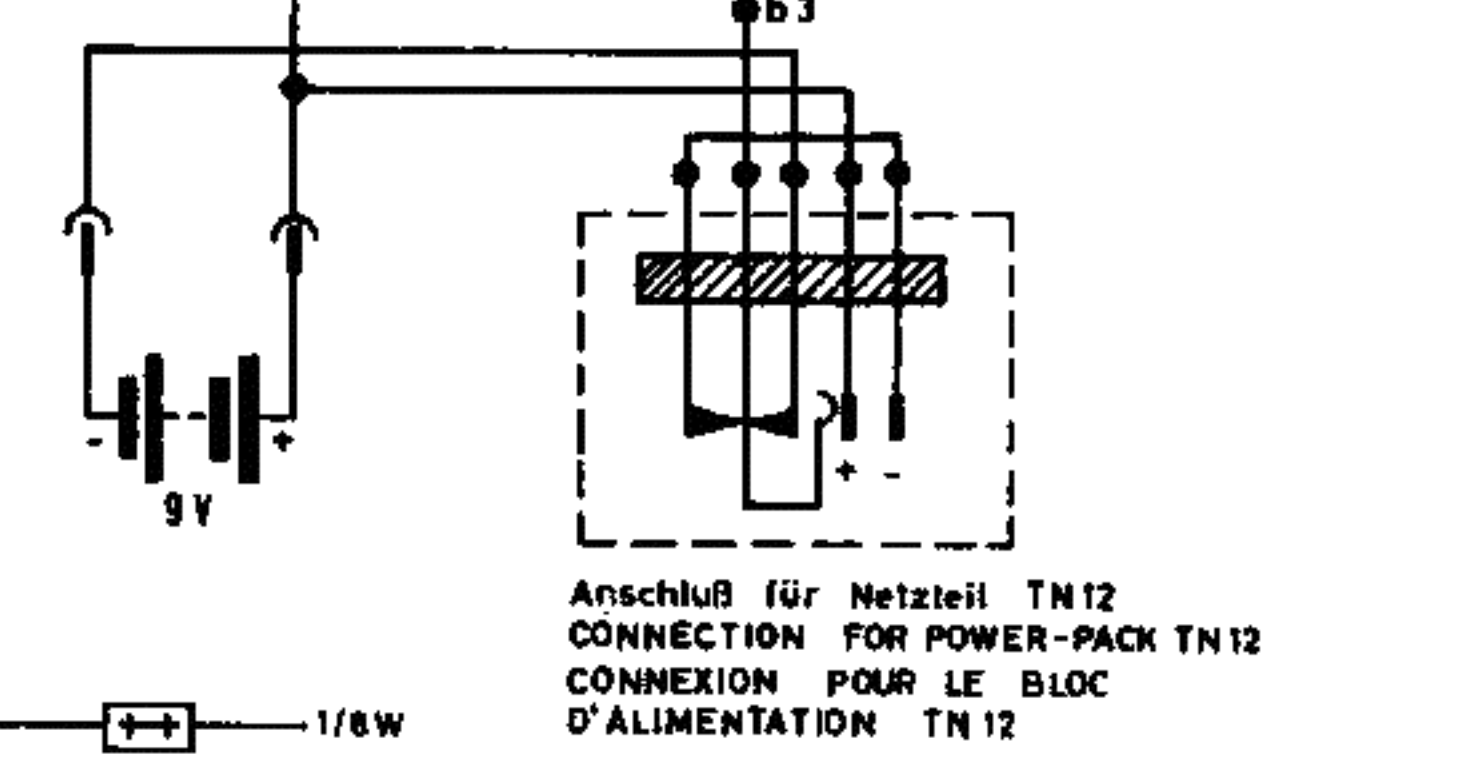 b3
- +
9V
+ -
Anschluß für Netzteil TN12
CONNECTION FOR POWER-PACK TN12
CONNEXION POUR LE BLOC
D'ALIMENTATION TN12
1/8W